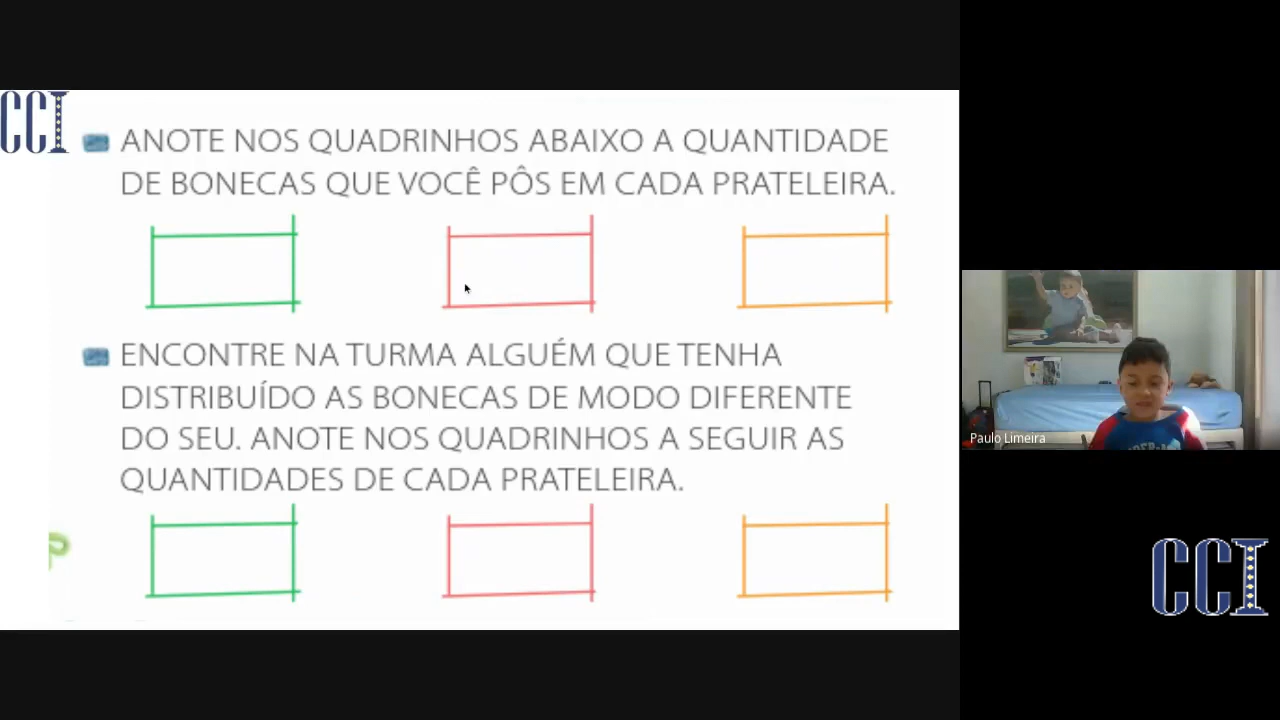 CCI
ANOTE NOS QUADRINHOS ABAIXO A QUANTIDADE
DE BONECAS QUE VOCÊ PÔS EM CADA PRATELEIRA.
ENCONTRE NA TURMA ALGUÉM QUE TENHA
DISTRIBUÍDO AS BONECAS DE MODO DIFERENTE
DO SEU. ANOTE NOS QUADRINHOS A SEGUIR AS
QUANTIDADES DE CADA PRATELEIRA.
Paulo Limeira
CCI